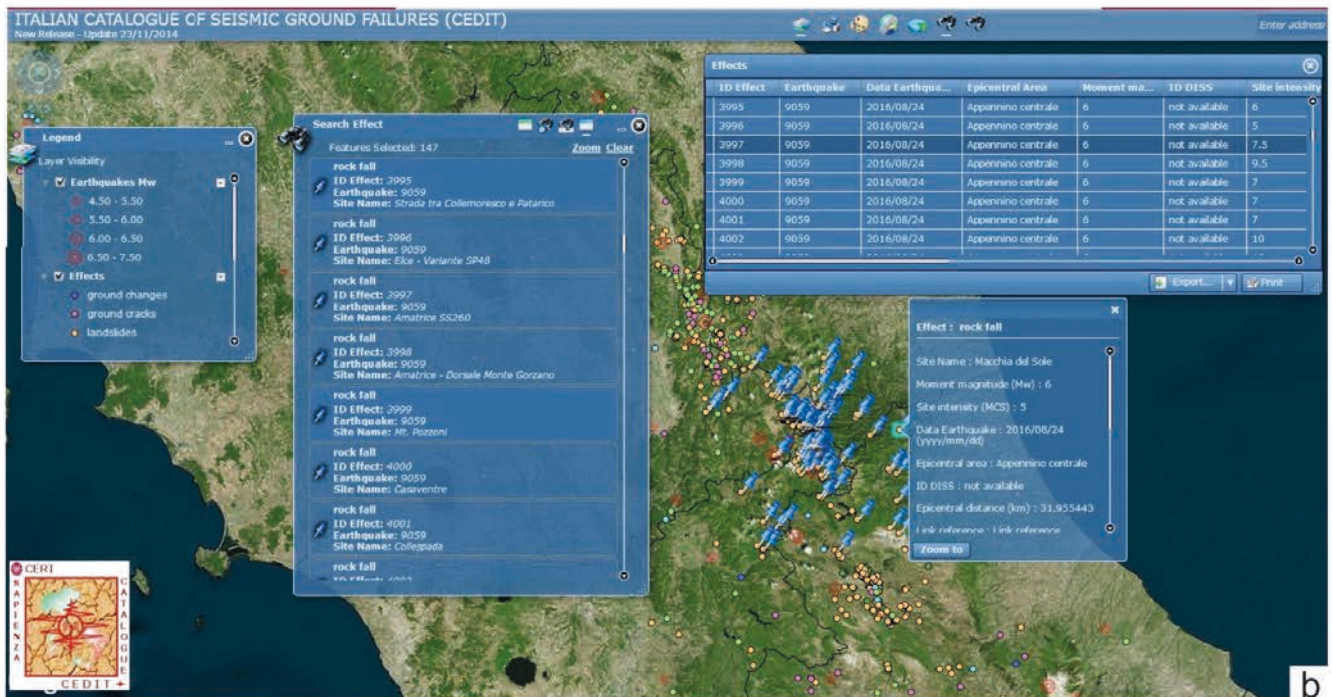 ITALIAN CATALOGUE OF SEISMIC GROUND FAILURES (CEDIT)
New Release - Update 23/11/2014
Enter address
Legend
Layer Visibility
Earthquakes Mw
4.50 - 5.50
5.50 - 6.00
6.00 - 6.50
6.50 - 7.50
Effects
ground changes
ground cracks
landslides
Search Effect
Features Selected: 147 Zoom Clear
rock fall
ID Effect: 3995
Earthquake: 9059
Site Name: Strada tra Collemoresco e Patarico
rock fall
ID Effect: 3996
Earthquake: 9059
Site Name: Elce - Variante SP48
rock fall
ID Effect: 3997
Earthquake: 9059
Site Name: Amatrice SS260
rock fall
ID Effect: 3998
Earthquake: 9059
Site Name: Amatrice - Dorsale Monte Gorzano
rock fall
ID Effect: 3999
Earthquake: 9059
Site Name: Mt. Pozzoni
rock fall
ID Effect: 4000
Earthquake: 9059
Site Name: Casaventre
rock fall
ID Effect: 4001
Earthquake: 9059
Site Name: Collespada
rock fall
Effects
ID Effect Earthquake Data Earthqua... Epicentral Area Moment ma... ID DISS Site intensity
3995 9059 2016/08/24 Appennino centrale 6 not available 6
3996 9059 2016/08/24 Appennino centrale 6 not available 5
3997 9059 2016/08/24 Appennino centrale 6 not available 7.5
3998 9059 2016/08/24 Appennino centrale 6 not available 9.5
3999 9059 2016/08/24 Appennino centrale 6 not available 7
4000 9059 2016/08/24 Appennino centrale 6 not available 7
4001 9059 2016/08/24 Appennino centrale 6 not available 7
4002 9059 2016/08/24 Appennino centrale 6 not available 10
Export... Print
Effect : rock fall
Site Name : Macchia del Sole
Moment magnitude (Mw) : 6
Site intensity (MCS) : 5
Data Earthquake : 2016/08/24
(yyyy/mm/dd)
Epicentral area : Appennino centrale
ID DISS : not available
Epicentral distance (km) : 31.955443
Link reference : Link reference
Zoom to
CERI
SAPIENZA
CATALOGUE
CEDIT
b